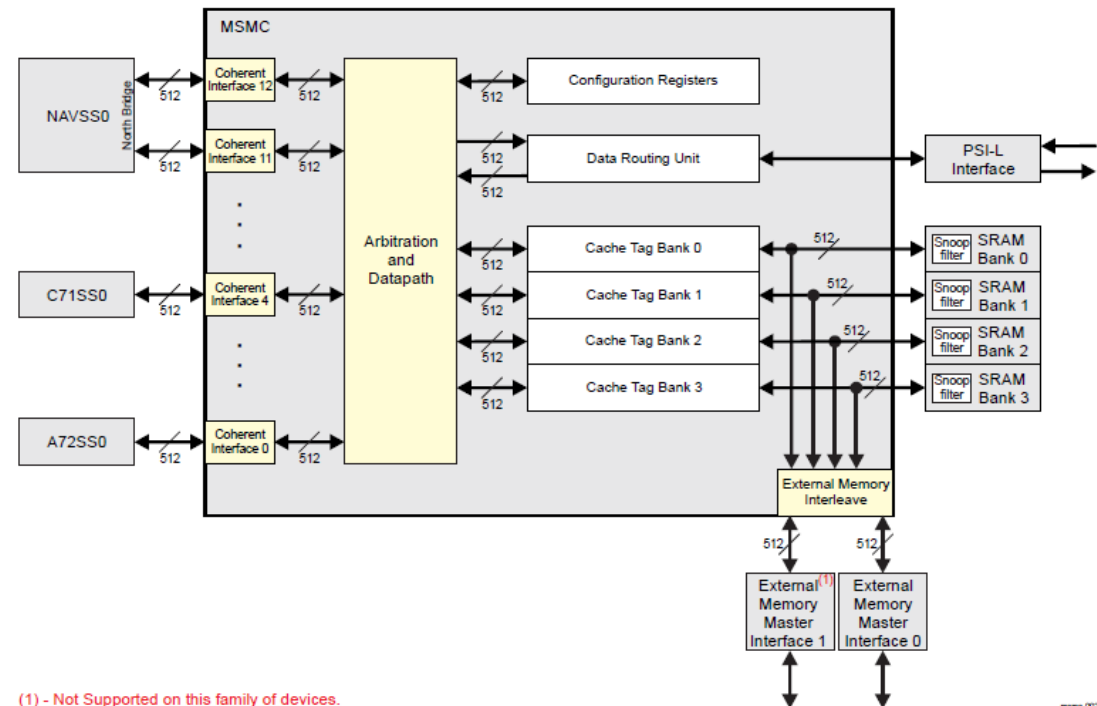 MSMC
NAVSS0
North Bridge
512
512
Coherent
Interface 12
512
Coherent
Interface 11
512
.
.
.
C71SS0
512
Coherent
Interface 4
512
.
.
.
A72SS0
512
Coherent
Interface 0
512
Arbitration
and
Datapath
512
Configuration Registers
512
512
Data Routing Unit
PSI-L
Interface
512
Cache Tag Bank 0
512
Snoop
filter
SRAM
Bank 0
512
Cache Tag Bank 1
512
Snoop
filter
SRAM
Bank 1
512
Cache Tag Bank 2
512
Snoop
filter
SRAM
Bank 2
512
Cache Tag Bank 3
512
Snoop
filter
SRAM
Bank 3
External Memory
Interleave
512
512
External(1)
Memory
Master
Interface 1
External
Memory
Master
Interface 0
(1) - Not Supported on this family of devices.